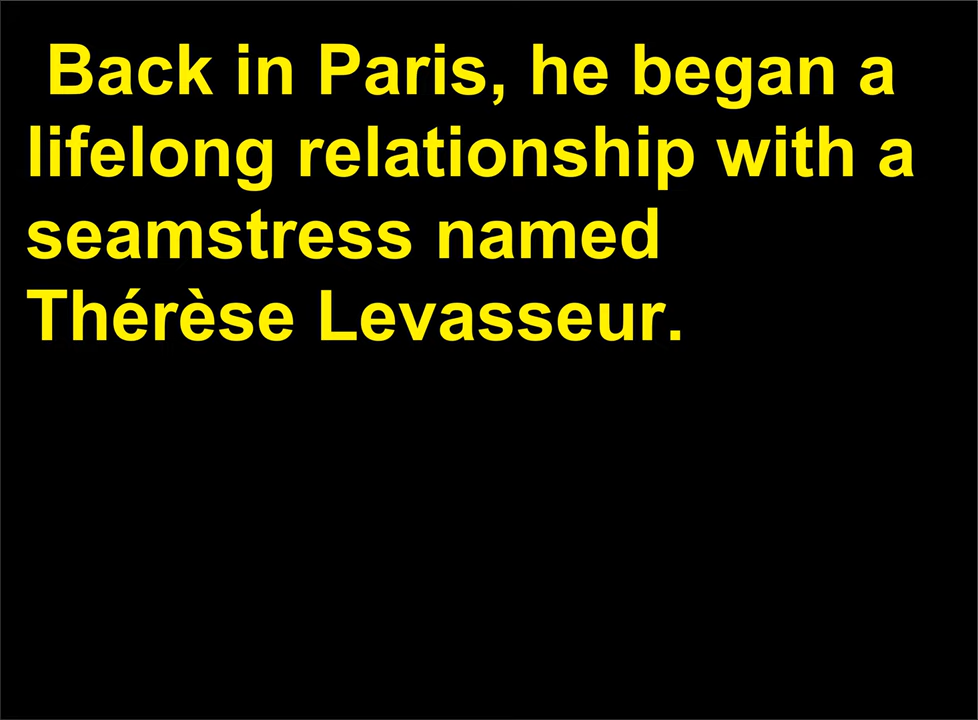 Back in Paris, he began a
lifelong relationship with a
seamstress named
Thérèse Levasseur.